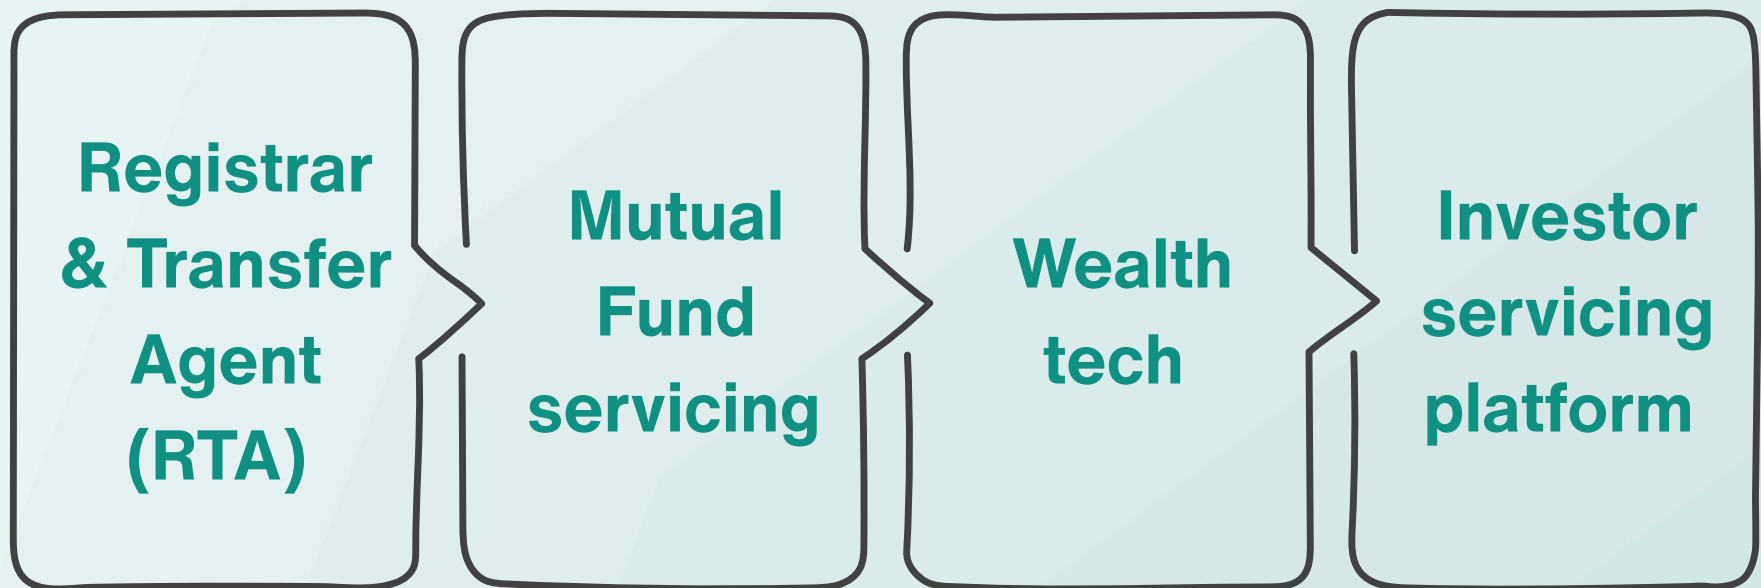 Registrar
& Transfer
Agent
(RTA)
Mutual
Fund
servicing
Wealth
tech
Investor
servicing
platform